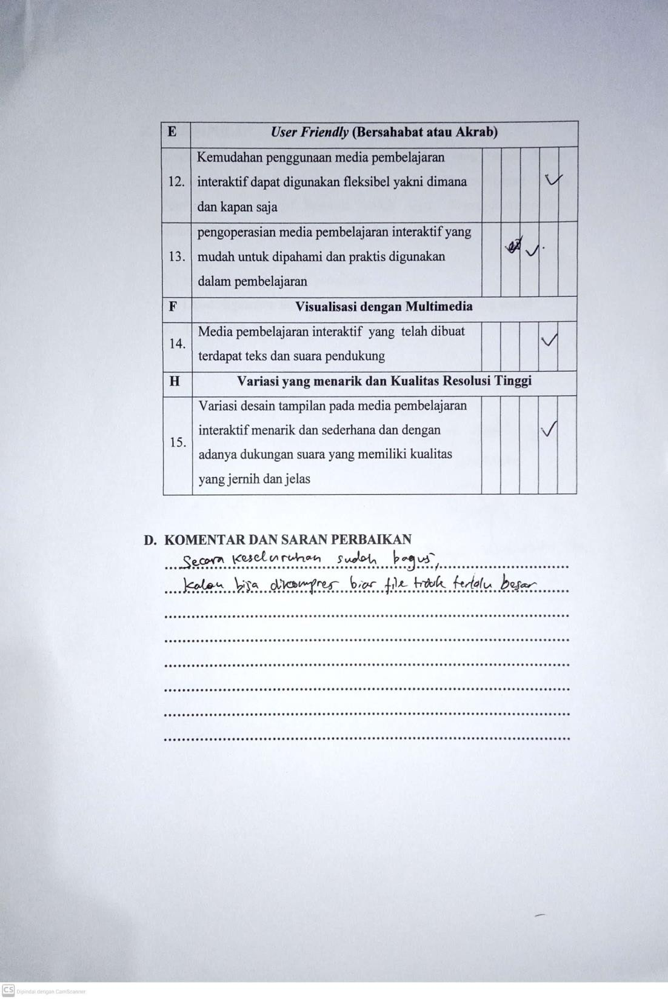 E User Friendly (Bersahabat atau Akrab)
Kemudahan penggunaan media pembelajaran
12. interaktif dapat digunakan fleksibel yakni dimana
dan kapan saja
pengoperasian media pembelajaran interaktif yang
13. mudah untuk dipahami dan praktis digunakan
dalam pembelajaran
F Visualisasi dengan Multimedia
Media pembelajaran interaktif yang telah dibuat
14.
terdapat teks dan suara pendukung
H Variasi yang menarik dan Kualitas Resolusi Tinggi
Variasi desain tampilan pada media pembelajaran
interaktif menarik dan sederhana dan dengan
15.
adanya dukungan suara yang memiliki kualitas
yang jernih dan jelas
D. KOMENTAR DAN SARAN PERBAIKAN
Secara keseluruhan sudah bagus,
kalau bisa dikompres biar file tidak terlalu besar
CS Dipindai dengan CamScanner